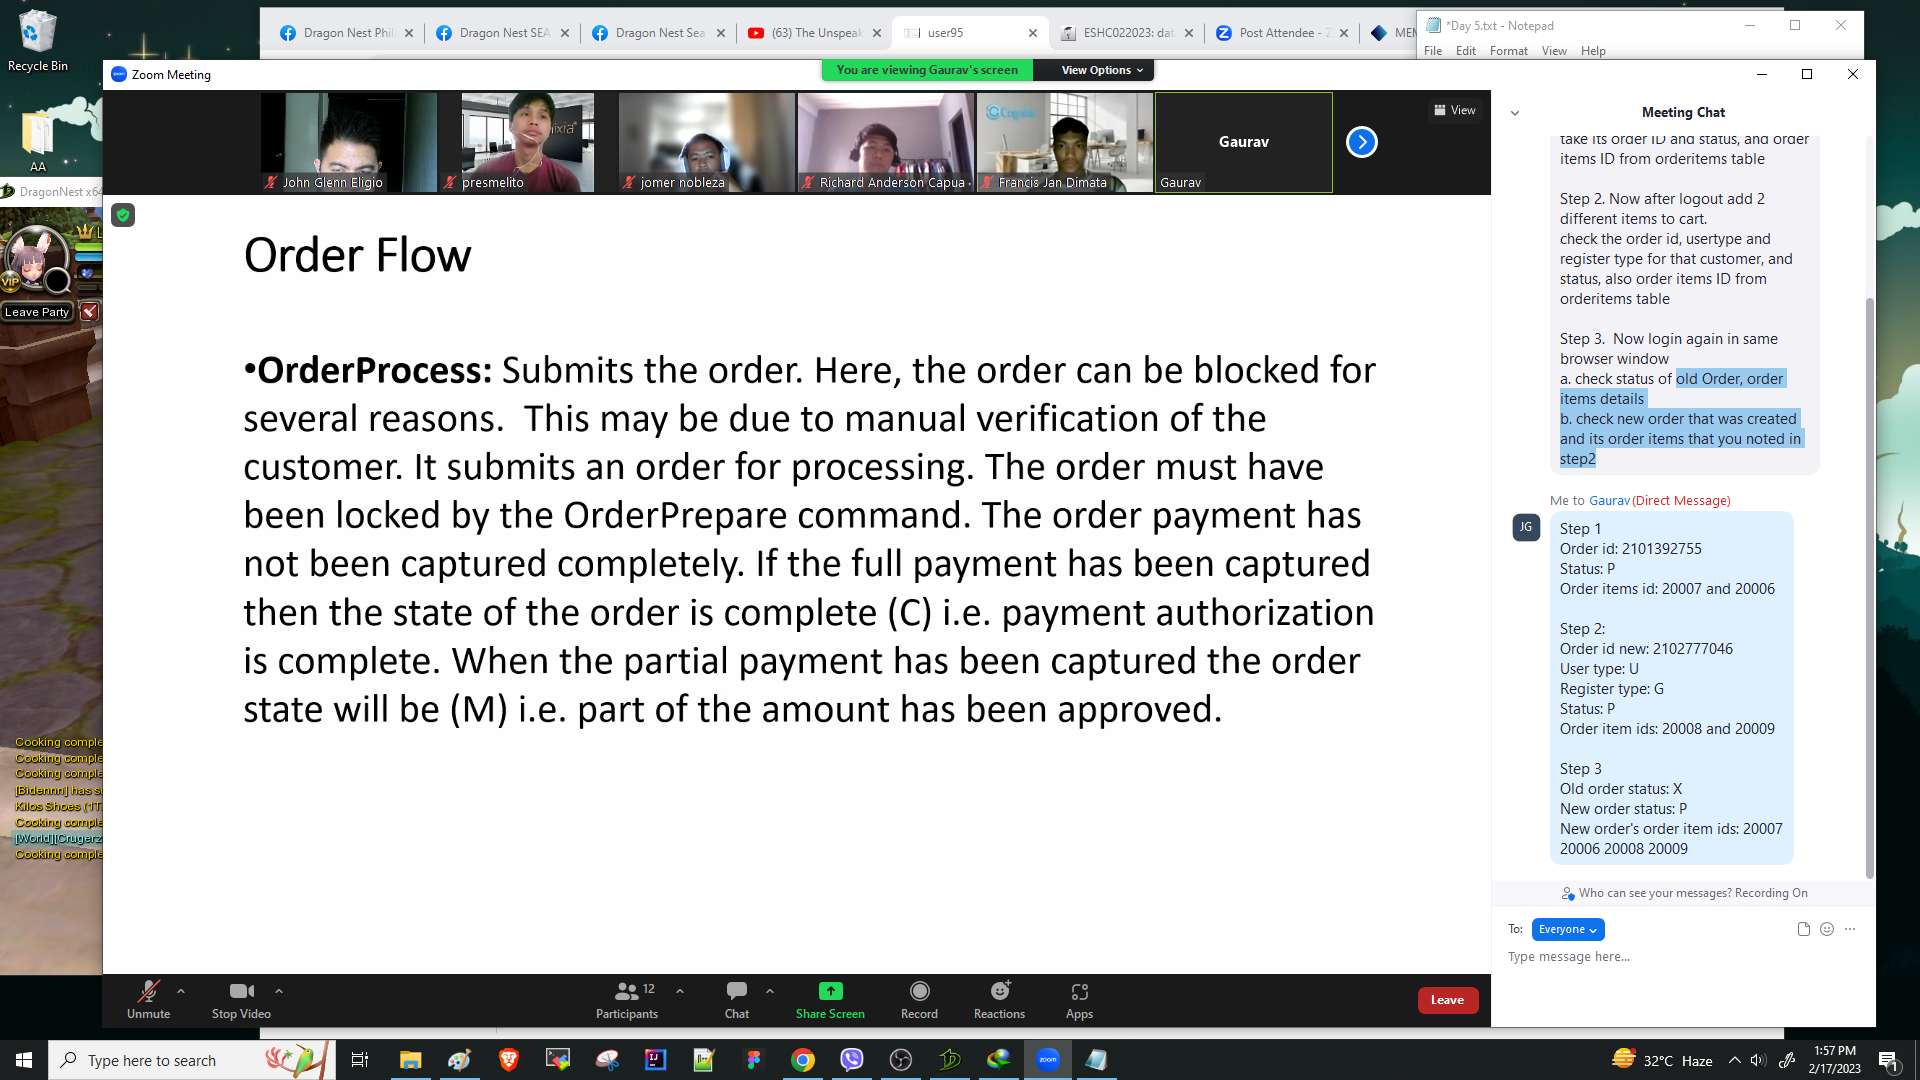 Recycle Bin
AA
DragonNest x64
Dragon Nest Phil
Dragon Nest SEA
Dragon Nest Sea
(63) The Unspeak
user95
ESHC022023: dat
Post Attendee - Z
MEM
*Day 5.txt - Notepad
File Edit Format View Help
Zoom Meeting
You are viewing Gaurav's screen
View Options
John Glenn Eligio
presmelito
jomer nobleza
Richard Anderson Capua
Francis Jan Dimata
Gaurav
Gaurav
View
VIP
Leave Party
Order Flow
•OrderProcess: Submits the order. Here, the order can be blocked for
several reasons.  This may be due to manual verification of the
customer. It submits an order for processing. The order must have
been locked by the OrderPrepare command. The order payment has
not been captured completely. If the full payment has been captured
then the state of the order is complete (C) i.e. payment authorization
is complete. When the partial payment has been captured the order
state will be (M) i.e. part of the amount has been approved.
Cooking comple
Cooking comple
Cooking comple
[Bidennn] has s
Kilos Shoes (1T
Cooking comple
[World][Crugerz
Cooking comple
Meeting Chat
take its order ID and status, and order
items ID from orderitems table
Step 2. Now after logout add 2
different items to cart.
check the order id, usertype and
register type for that customer, and
status, also order items ID from
orderitems table
Step 3.  Now login again in same
browser window
a. check status of old Order, order
items details
b. check new order that was created
and its order items that you noted in
step2
Me to Gaurav (Direct Message)
JG
Step 1
Order id: 2101392755
Status: P
Order items id: 20007 and 20006
Step 2:
Order id new: 2102777046
User type: U
Register type: G
Status: P
Order item ids: 20008 and 20009
Step 3
Old order status: X
New order status: P
New order's order item ids: 20007
20006 20008 20009
Who can see your messages? Recording On
To: Everyone
Type message here...
Unmute
Stop Video
12
Participants
Chat
Share Screen
Record
Reactions
Apps
Leave
Type here to search
zoom
32°C Haze
1:57 PM
2/17/2023
1